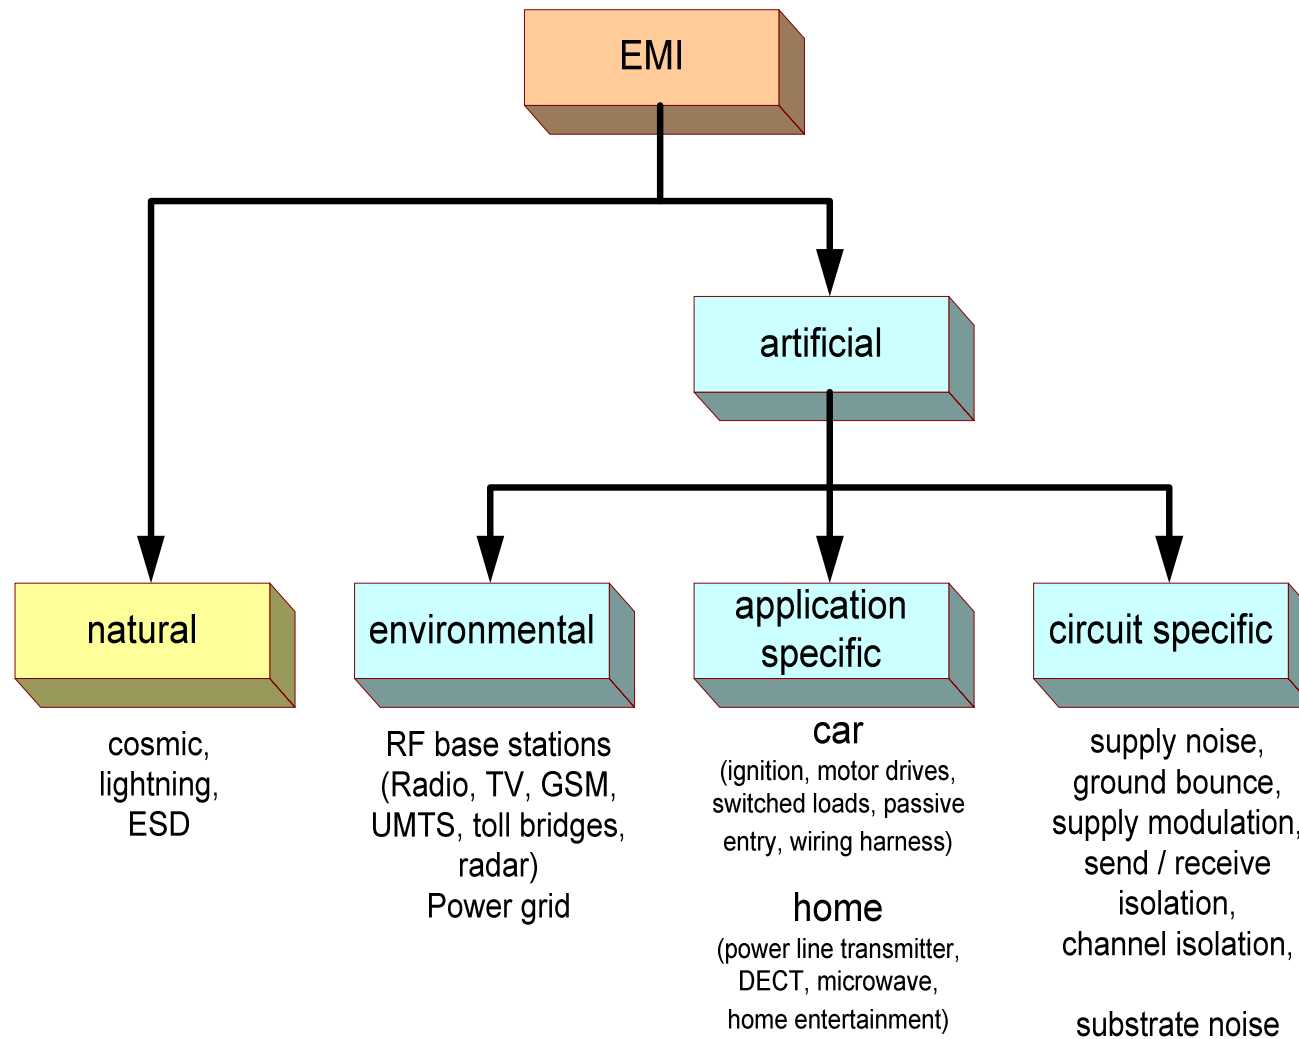 EMI
artificial
natural
environmental
application
specific
circuit specific
cosmic,
lightning,
ESD
RF base stations
(Radio, TV, GSM,
UMTS, toll bridges,
radar)
Power grid
car
(ignition, motor drives,
switched loads, passive
entry, wiring harness)
home
(power line transmitter,
DECT, microwave,
home entertainment)
supply noise,
ground bounce,
supply modulation,
send / receive
isolation,
channel isolation,
substrate noise